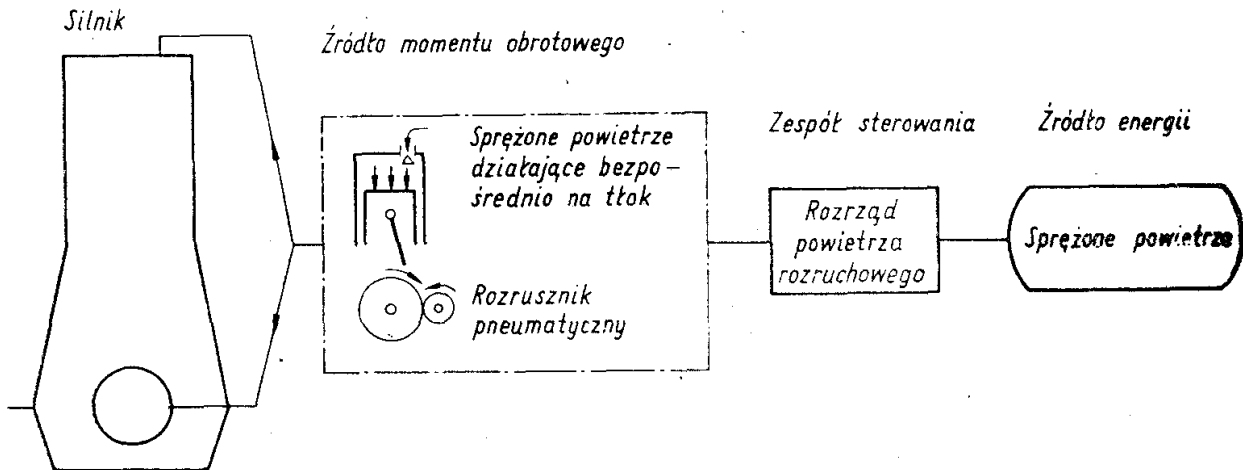 Silnik
Źródło momentu obrotowego
Sprężone powietrze
działające bezpo-
średnio na tłok
Rozrusznik
pneumatyczny
Zespół sterowania
Rozrząd
powietrza
rozruchowego
Źródło energii
Sprężone powietrze